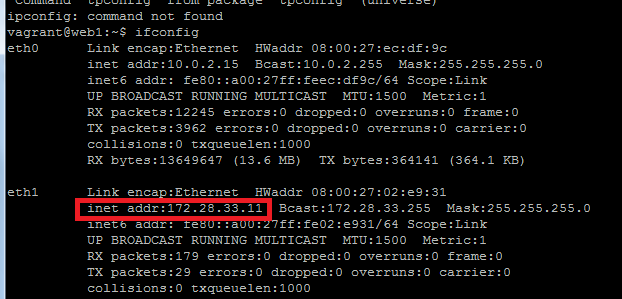 Command 'tpconfig' from package 'tpconfig' (universe)
ipconfig: command not found
vagrant@web1:~$ ifconfig
eth0 Link encap:Ethernet HWaddr 08:00:27:ec:df:9c
inet addr:10.0.2.15 Bcast:10.0.2.255 Mask:255.255.255.0
inet6 addr: fe80::a00:27ff:feec:df9c/64 Scope:Link
UP BROADCAST RUNNING MULTICAST MTU:1500 Metric:1
RX packets:12245 errors:0 dropped:0 overruns:0 frame:0
TX packets:3962 errors:0 dropped:0 overruns:0 carrier:0
collisions:0 txqueuelen:1000
RX bytes:13649647 (13.6 MB) TX bytes:364141 (364.1 KB)
eth1 Link encap:Ethernet HWaddr 08:00:27:02:e9:31
inet addr:172.28.33.11 Bcast:172.28.33.255 Mask:255.255.255.0
inet6 addr: fe80::a00:27ff:fe02:e931/64 Scope:Link
UP BROADCAST RUNNING MULTICAST MTU:1500 Metric:1
RX packets:179 errors:0 dropped:0 overruns:0 frame:0
TX packets:29 errors:0 dropped:0 overruns:0 carrier:0
collisions:0 txqueuelen:1000